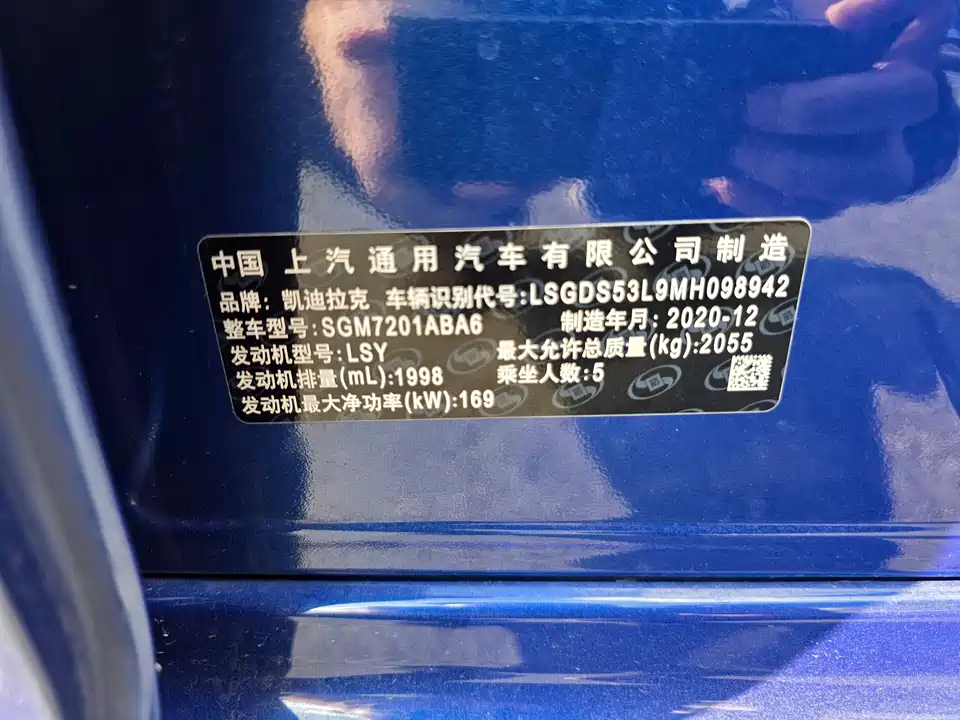 中国 上汽通用汽车有限公司制造
品牌: 凯迪拉克 车辆识别代号:LSGDS53L9MH098942
整车型号:SGM7201ABA6 制造年月: 2020-12
发动机型号:LSY 最大允许总质量(kg):2055
发动机排量(mL):1998 乘坐人数:5
发动机最大净功率(kW):169